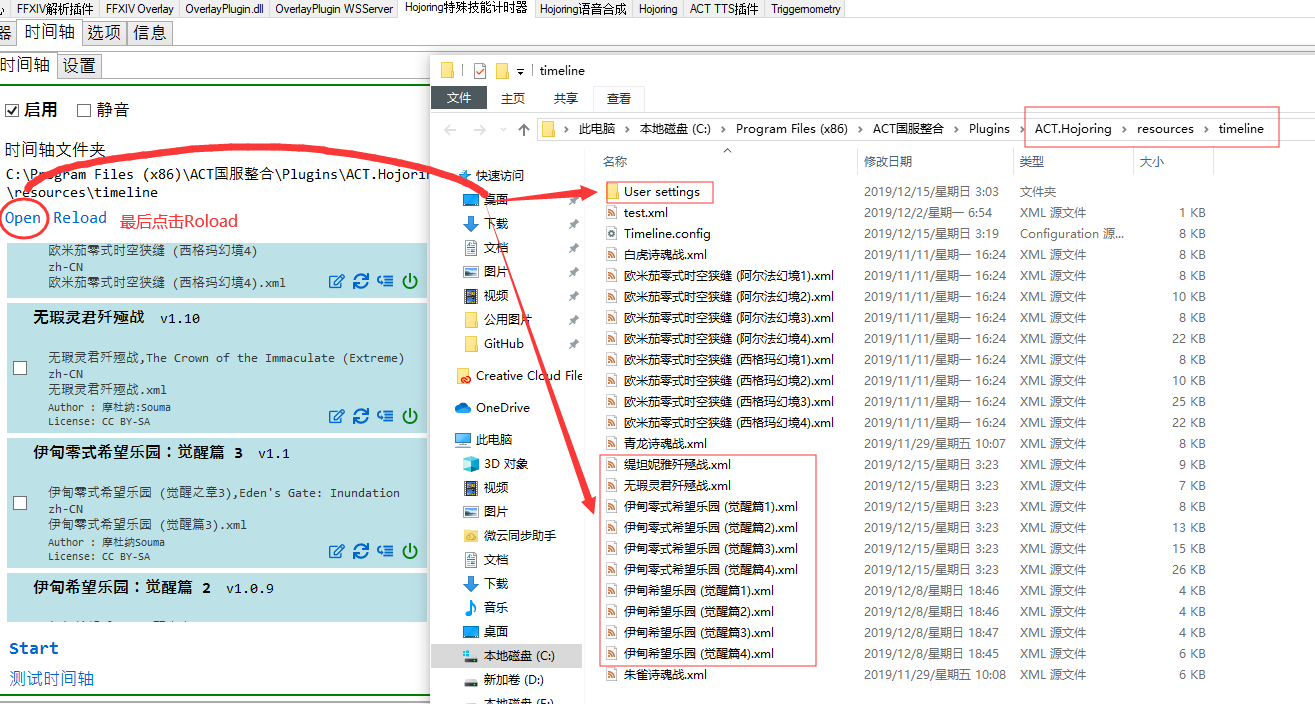 FFXIV解析插件 FFXIV Overlay OverlayPlugin.dll OverlayPlugin WSServer Hojoring特殊技能计时器 Hojoring语音合成 Hojoring ACT TTS插件 Triggernometry
器 时间轴 选项 信息
时间轴 设置
启用 静音
时间轴文件夹
C:\Program Files (x86)\ACT国服整合\Plugins\ACT.Hojorin
\resources\timeline
Open Reload 最后点击Roload
欧米茄零式时空狭缝 (西格玛幻境4)
zh-CN
欧米茄零式时空狭缝 (西格玛幻境4).xml
无瑕灵君歼殛战 v1.10
无瑕灵君歼殛战,The Crown of the Immaculate (Extreme)
zh-CN
无瑕灵君歼殛战.xml
Author : 摩杜纳:Souma
License: CC BY-SA
伊甸零式希望乐园：觉醒篇 3 v1.1
伊甸零式希望乐园 (觉醒之章3),Eden's Gate: Inundation
zh-CN
伊甸零式希望乐园 (觉醒篇3).xml
Author : 摩杜纳Souma
License: CC BY-SA
伊甸希望乐园：觉醒篇 2 v1.0.9
Start
测试时间轴
timeline
文件 主页 共享 查看
此电脑 本地磁盘 (C:) Program Files (x86) ACT国服整合 Plugins ACT.Hojoring resources timeline
快速访问
桌面
下载
文档
图片
视频
公用图片
GitHub
Creative Cloud File
OneDrive
此电脑
3D 对象
视频
图片
微云同步助手
文档
下载
音乐
桌面
本地磁盘 (C:)
新加卷 (D:)
本地磁盘 (E:)
名称 修改日期 类型 大小
User settings 2019/12/15/星期日 3:03 文件夹
test.xml 2019/12/2/星期一 6:54 XML 源文件 1 KB
Timeline.config 2019/12/15/星期日 3:19 Configuration 源... 8 KB
白虎诗魂战.xml 2019/11/11/星期一 16:24 XML 源文件 8 KB
欧米茄零式时空狭缝 (阿尔法幻境1).xml 2019/11/11/星期一 16:24 XML 源文件 8 KB
欧米茄零式时空狭缝 (阿尔法幻境2).xml 2019/11/11/星期一 16:24 XML 源文件 10 KB
欧米茄零式时空狭缝 (阿尔法幻境3).xml 2019/11/11/星期一 16:24 XML 源文件 8 KB
欧米茄零式时空狭缝 (阿尔法幻境4).xml 2019/11/11/星期一 16:24 XML 源文件 22 KB
欧米茄零式时空狭缝 (西格玛幻境1).xml 2019/11/11/星期一 16:24 XML 源文件 8 KB
欧米茄零式时空狭缝 (西格玛幻境2).xml 2019/11/11/星期一 16:24 XML 源文件 10 KB
欧米茄零式时空狭缝 (西格玛幻境3).xml 2019/11/11/星期一 16:24 XML 源文件 25 KB
欧米茄零式时空狭缝 (西格玛幻境4).xml 2019/11/11/星期一 16:24 XML 源文件 22 KB
青龙诗魂战.xml 2019/11/29/星期五 10:07 XML 源文件 8 KB
缇坦妮雅歼殛战.xml 2019/12/15/星期日 3:23 XML 源文件 9 KB
无瑕灵君歼殛战.xml 2019/12/15/星期日 3:23 XML 源文件 7 KB
伊甸零式希望乐园 (觉醒篇1).xml 2019/12/15/星期日 3:23 XML 源文件 8 KB
伊甸零式希望乐园 (觉醒篇2).xml 2019/12/15/星期日 3:23 XML 源文件 13 KB
伊甸零式希望乐园 (觉醒篇3).xml 2019/12/15/星期日 3:23 XML 源文件 15 KB
伊甸零式希望乐园 (觉醒篇4).xml 2019/12/15/星期日 3:23 XML 源文件 26 KB
伊甸希望乐园 (觉醒篇1).xml 2019/12/8/星期日 18:46 XML 源文件 4 KB
伊甸希望乐园 (觉醒篇2).xml 2019/12/8/星期日 18:46 XML 源文件 4 KB
伊甸希望乐园 (觉醒篇3).xml 2019/12/8/星期日 18:47 XML 源文件 4 KB
伊甸希望乐园 (觉醒篇4).xml 2019/12/8/星期日 18:45 XML 源文件 6 KB
朱雀诗魂战.xml 2019/11/29/星期五 10:08 XML 源文件 6 KB